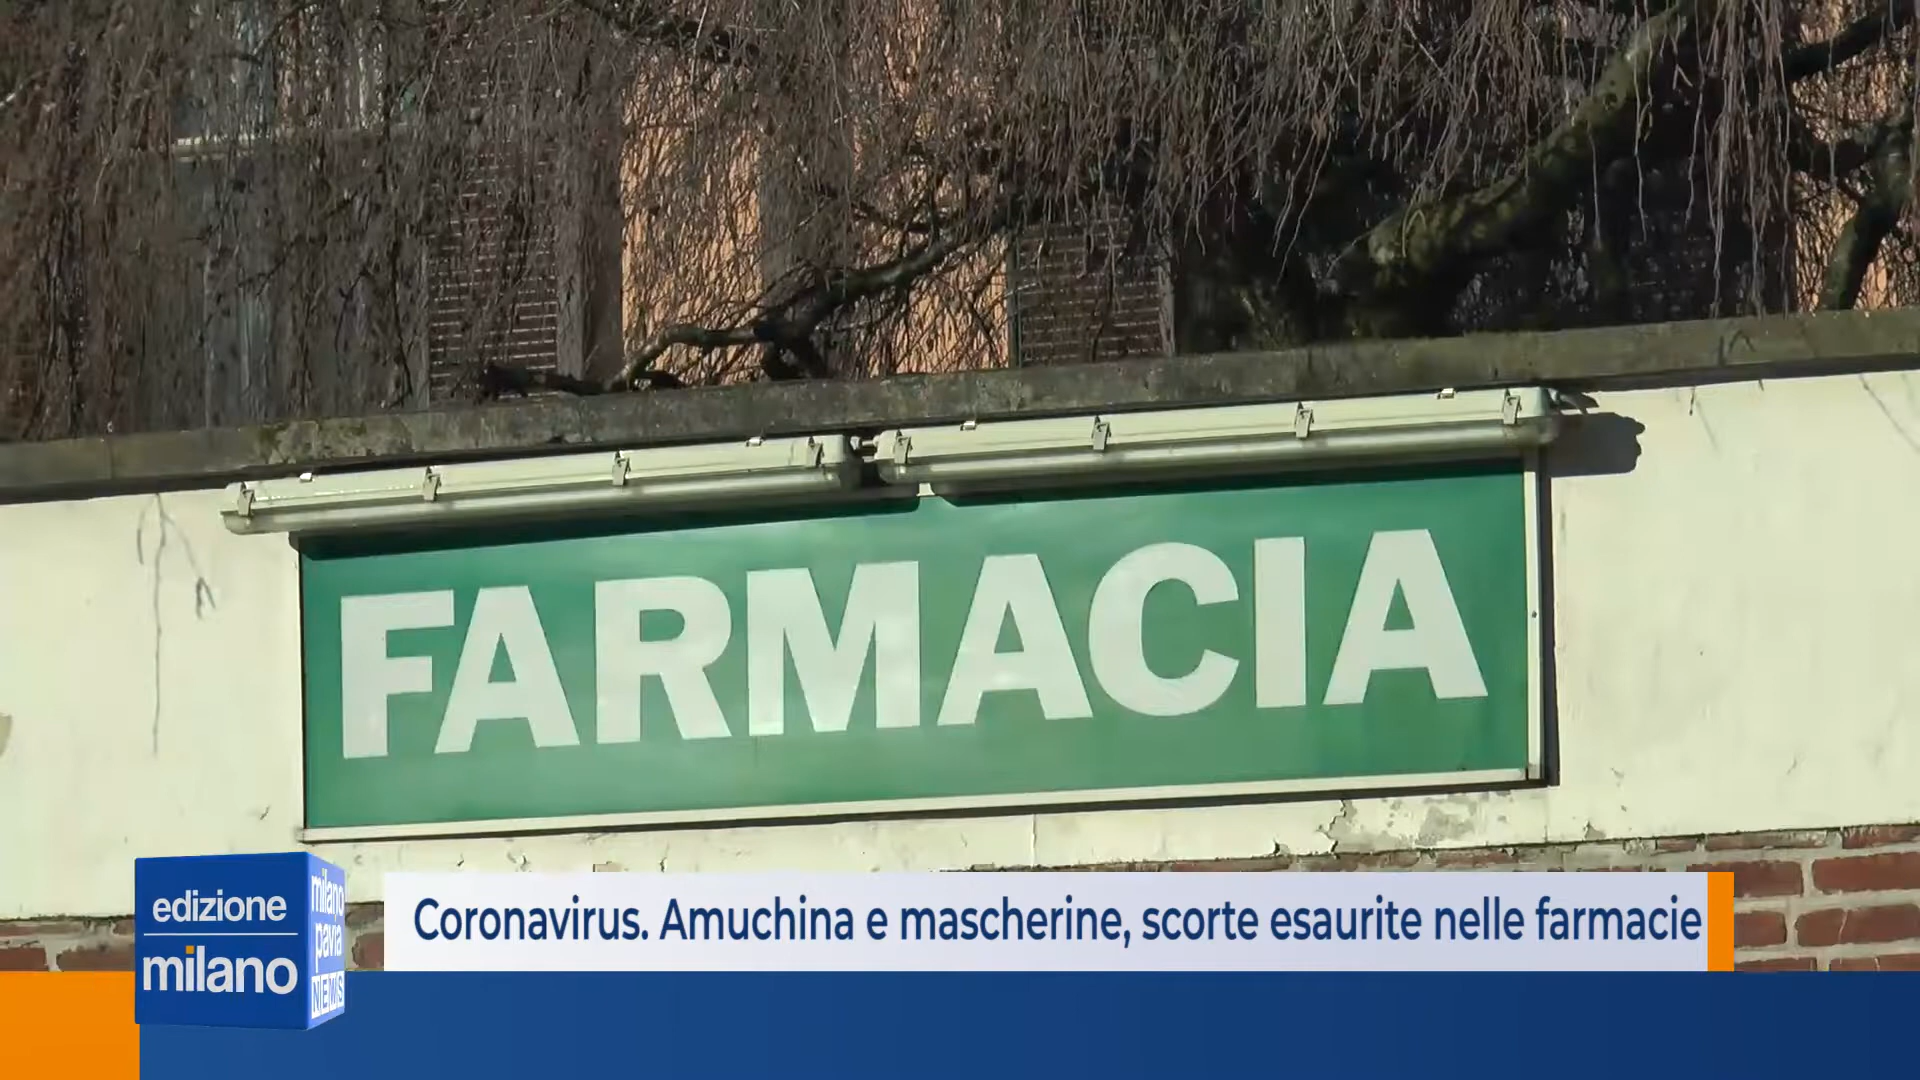 FARMACIA
edizione
milano
milano
pavia
NEWS
Coronavirus. Amuchina e mascherine, scorte esaurite nelle farmacie